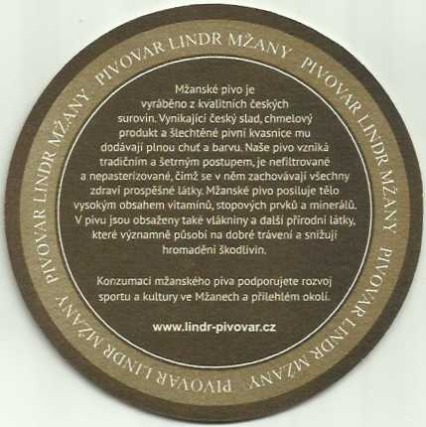 PIVOVAR LINDR MŽANY PIVOVAR LINDR MŽANY PIVOVAR LINDR MŽANY PIVOVAR LINDR MŽANY
Mžanské pivo je
vyráběno z kvalitních českých
surovin. Vynikající český slad, chmelový
produkt a šlechtěné pivní kvasnice mu
dodávají plnou chuť a barvu. Naše pivo vzniká
tradičním a šetrným postupem, je nefiltrované
a nepasterizované, čímž se v něm zachovávají všechny
zdraví prospěšné látky. Mžanské pivo posiluje tělo
vysokým obsahem vitamínů, stopových prvků a minerálů.
V pivu jsou obsaženy také vlákniny a další přírodní látky,
které významně působí na dobré trávení a snižují
hromadění škodlivin.
Konzumací mžanského piva podporujete rozvoj
sportu a kultury ve Mžanech a přilehlém okolí.
www.lindr-pivovar.cz